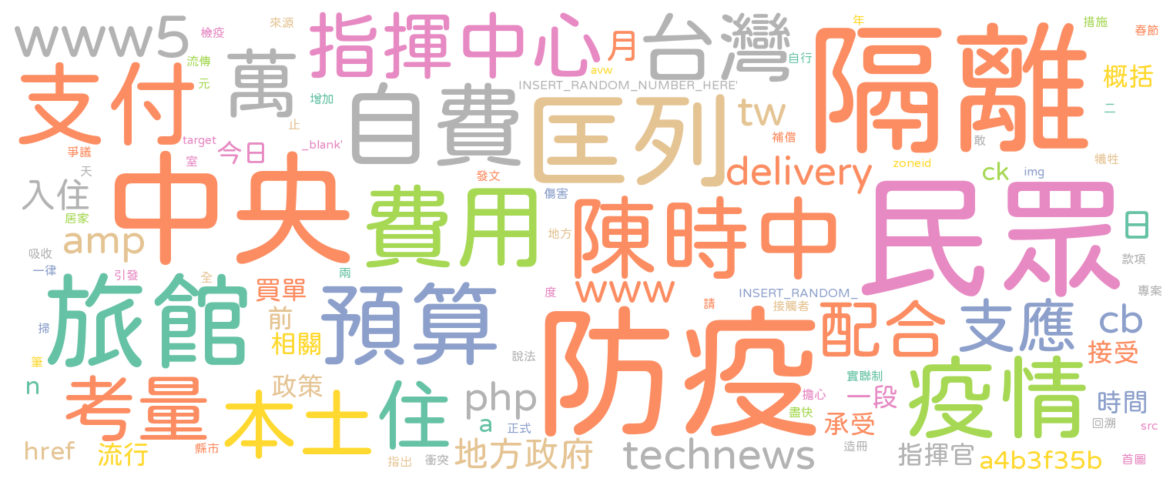 www5
檢疫
來源
指揮中心
月
台灣
年
措施
春節
隔離
流傳
元
支付
萬
增加
avw
INSERT_RANDOM_NUMBER_HERE'
自行
概括
止
自費
匡列
tw
補償
二
爭議
target
室
今日
_blank'
敢
天
發文
delivery
zoneid
ck
img
犧牲
入住
中央
傷害
費用
陳時中
民眾
日
居家
amp
地方
吸收
一律
引發
全
兩
度
www
INSERT_RANDOM_
請
接觸者
款項
專案
旅館
買單
前
預算
配合
支應
cb
掃
相關
說法
接受
筆
n
考量
政策
本土
住
php
a
正式
防疫
實聯制
擔心
盡快
一段
承受
疫情
時間
回溯
src
href
流行
縣市
指出
衝突
地方政府
technews
造冊
指揮官
a4b3f35b
首圖